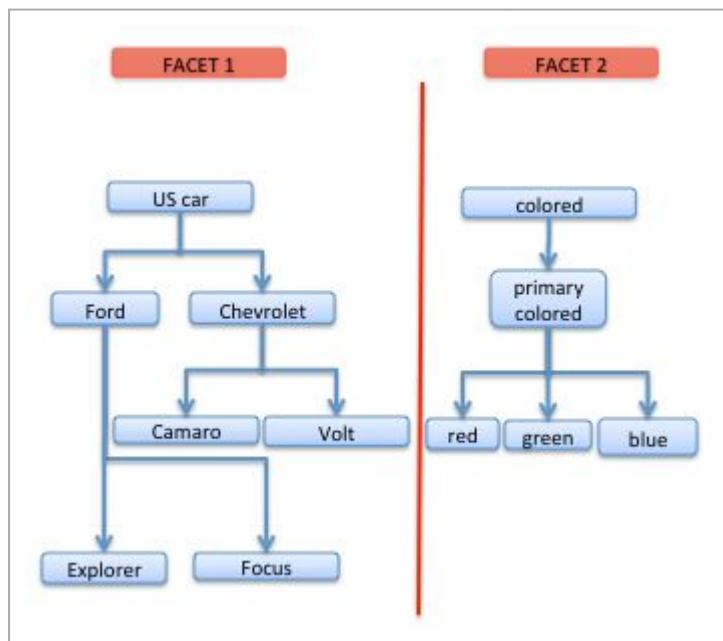 FACET 1
FACET 2
US car
colored
Ford
Chevrolet
primary
colored
Camaro
Volt
red
green
blue
Explorer
Focus